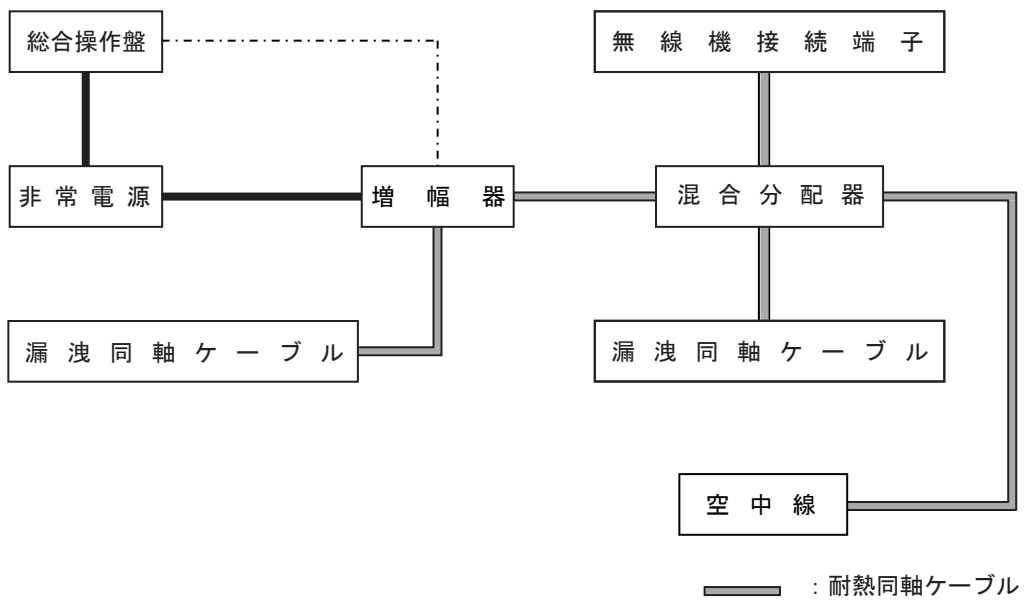 総合操作盤
無線機接続端子
非常電源
増幅器
混合分配器
漏洩同軸ケーブル
漏洩同軸ケーブル
空中線
：耐熱同軸ケーブル